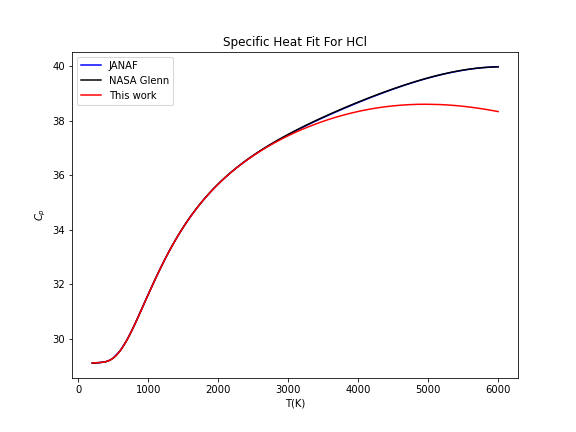 Specific Heat Fit For HCl
JANAF
NASA Glenn
This work
40
38
36
34
32
30
C_p
0 1000 2000 3000 4000 5000 6000
T(K)